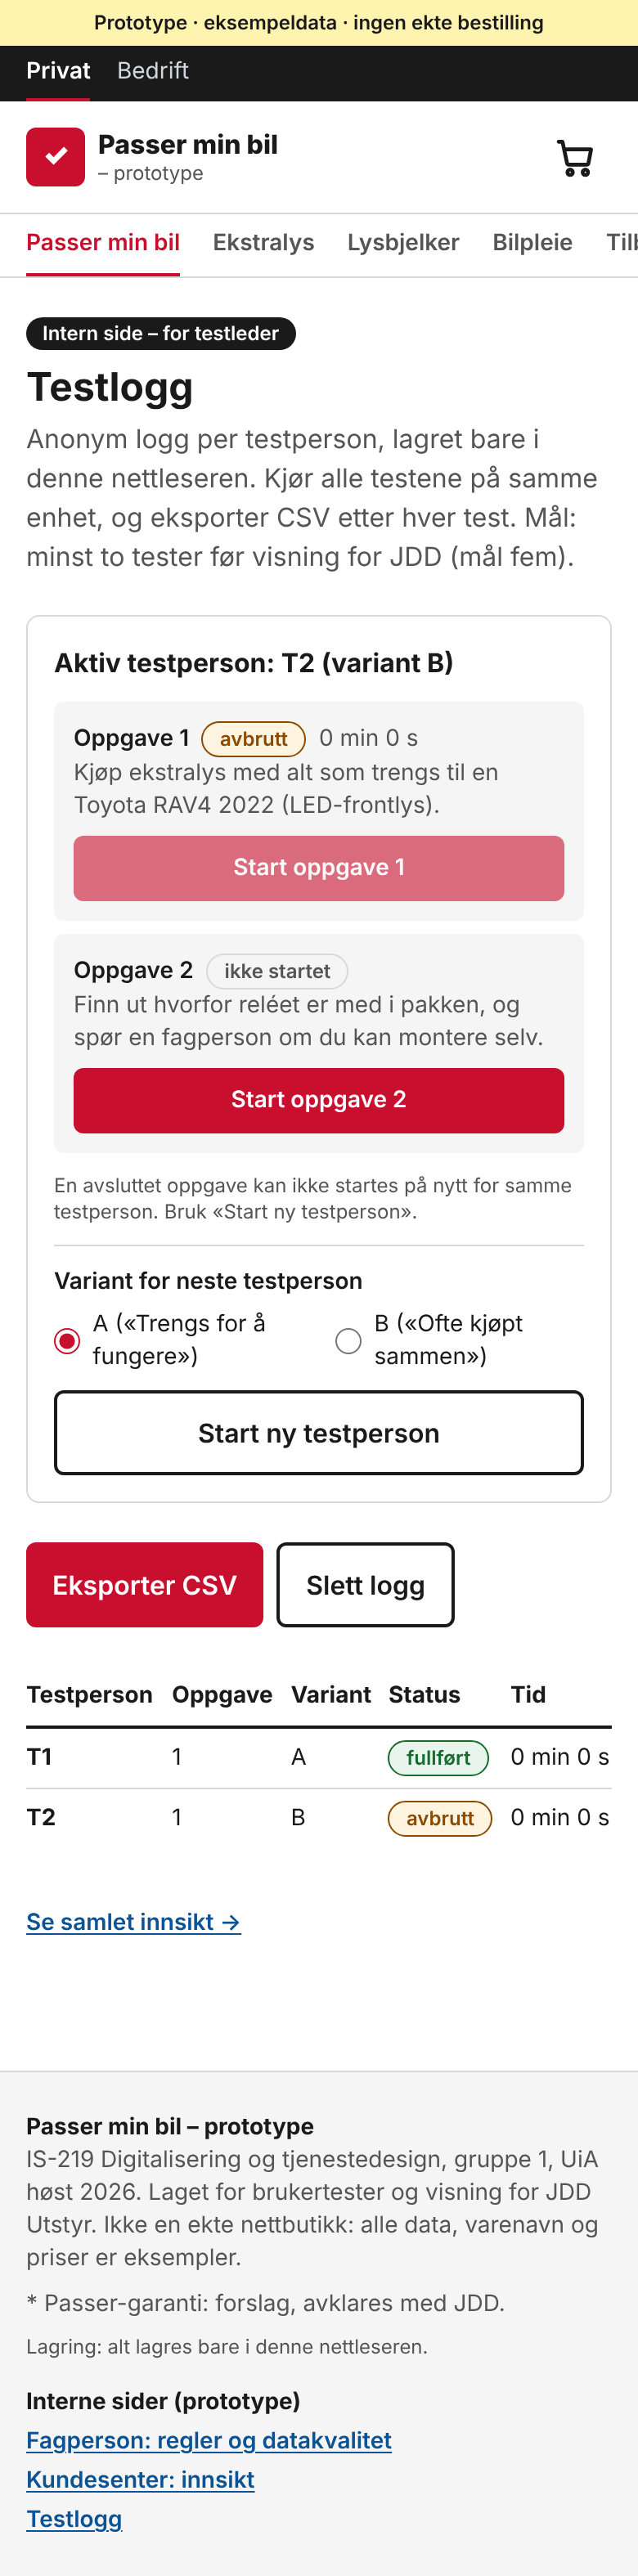 Prototype · eksempeldata · ingen ekte bestilling
Privat
Bedrift
Passer min bil
– prototype
Passer min bil
Ekstralys
Lysbjelker
Bilpleie
Intern side – for testleder
Testlogg
Anonym logg per testperson, lagret bare i
denne nettleseren. Kjør alle testene på samme
enhet, og eksporter CSV etter hver test. Mål:
minst to tester før visning for JDD (mål fem).
Aktiv testperson: T2 (variant B)
Oppgave 1 avbrutt 0 min 0 s
Kjøp ekstralys med alt som trengs til en
Toyota RAV4 2022 (LED-frontlys).
Start oppgave 1
Oppgave 2 ikke startet
Finn ut hvorfor reléet er med i pakken, og
spør en fagperson om du kan montere selv.
Start oppgave 2
En avsluttet oppgave kan ikke startes på nytt for samme
testperson. Bruk «Start ny testperson».
Variant for neste testperson
A («Trengs for å
fungere»)
B («Ofte kjøpt
sammen»)
Start ny testperson
Eksporter CSV
Slett logg
Testperson Oppgave Variant Status Tid
T1 1 A fullført 0 min 0 s
T2 1 B avbrutt 0 min 0 s
Se samlet innsikt →
Passer min bil – prototype
IS-219 Digitalisering og tjenestedesign, gruppe 1, UiA
høst 2026. Laget for brukertester og visning for JDD
Utstyr. Ikke en ekte nettbutikk: alle data, varenavn og
priser er eksempler.
* Passer-garanti: forslag, avklares med JDD.
Lagring: alt lagres bare i denne nettleseren.
Interne sider (prototype)
Fagperson: regler og datakvalitet
Kundesenter: innsikt
Testlogg